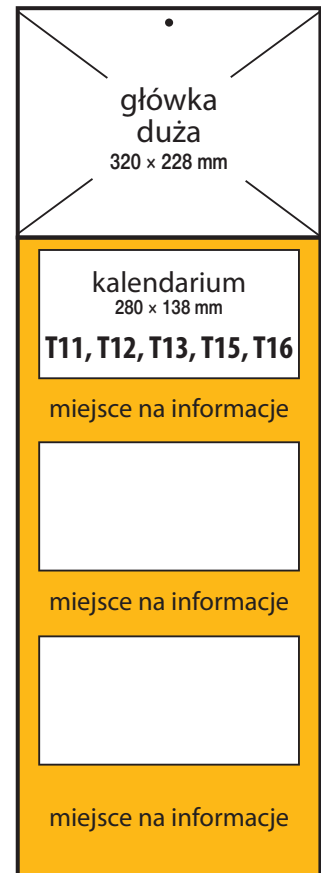 główka
duża
320 × 228 mm
kalendarium
280 × 138 mm
T11, T12, T13, T15, T16
miejsce na informacje
miejsce na informacje
miejsce na informacje